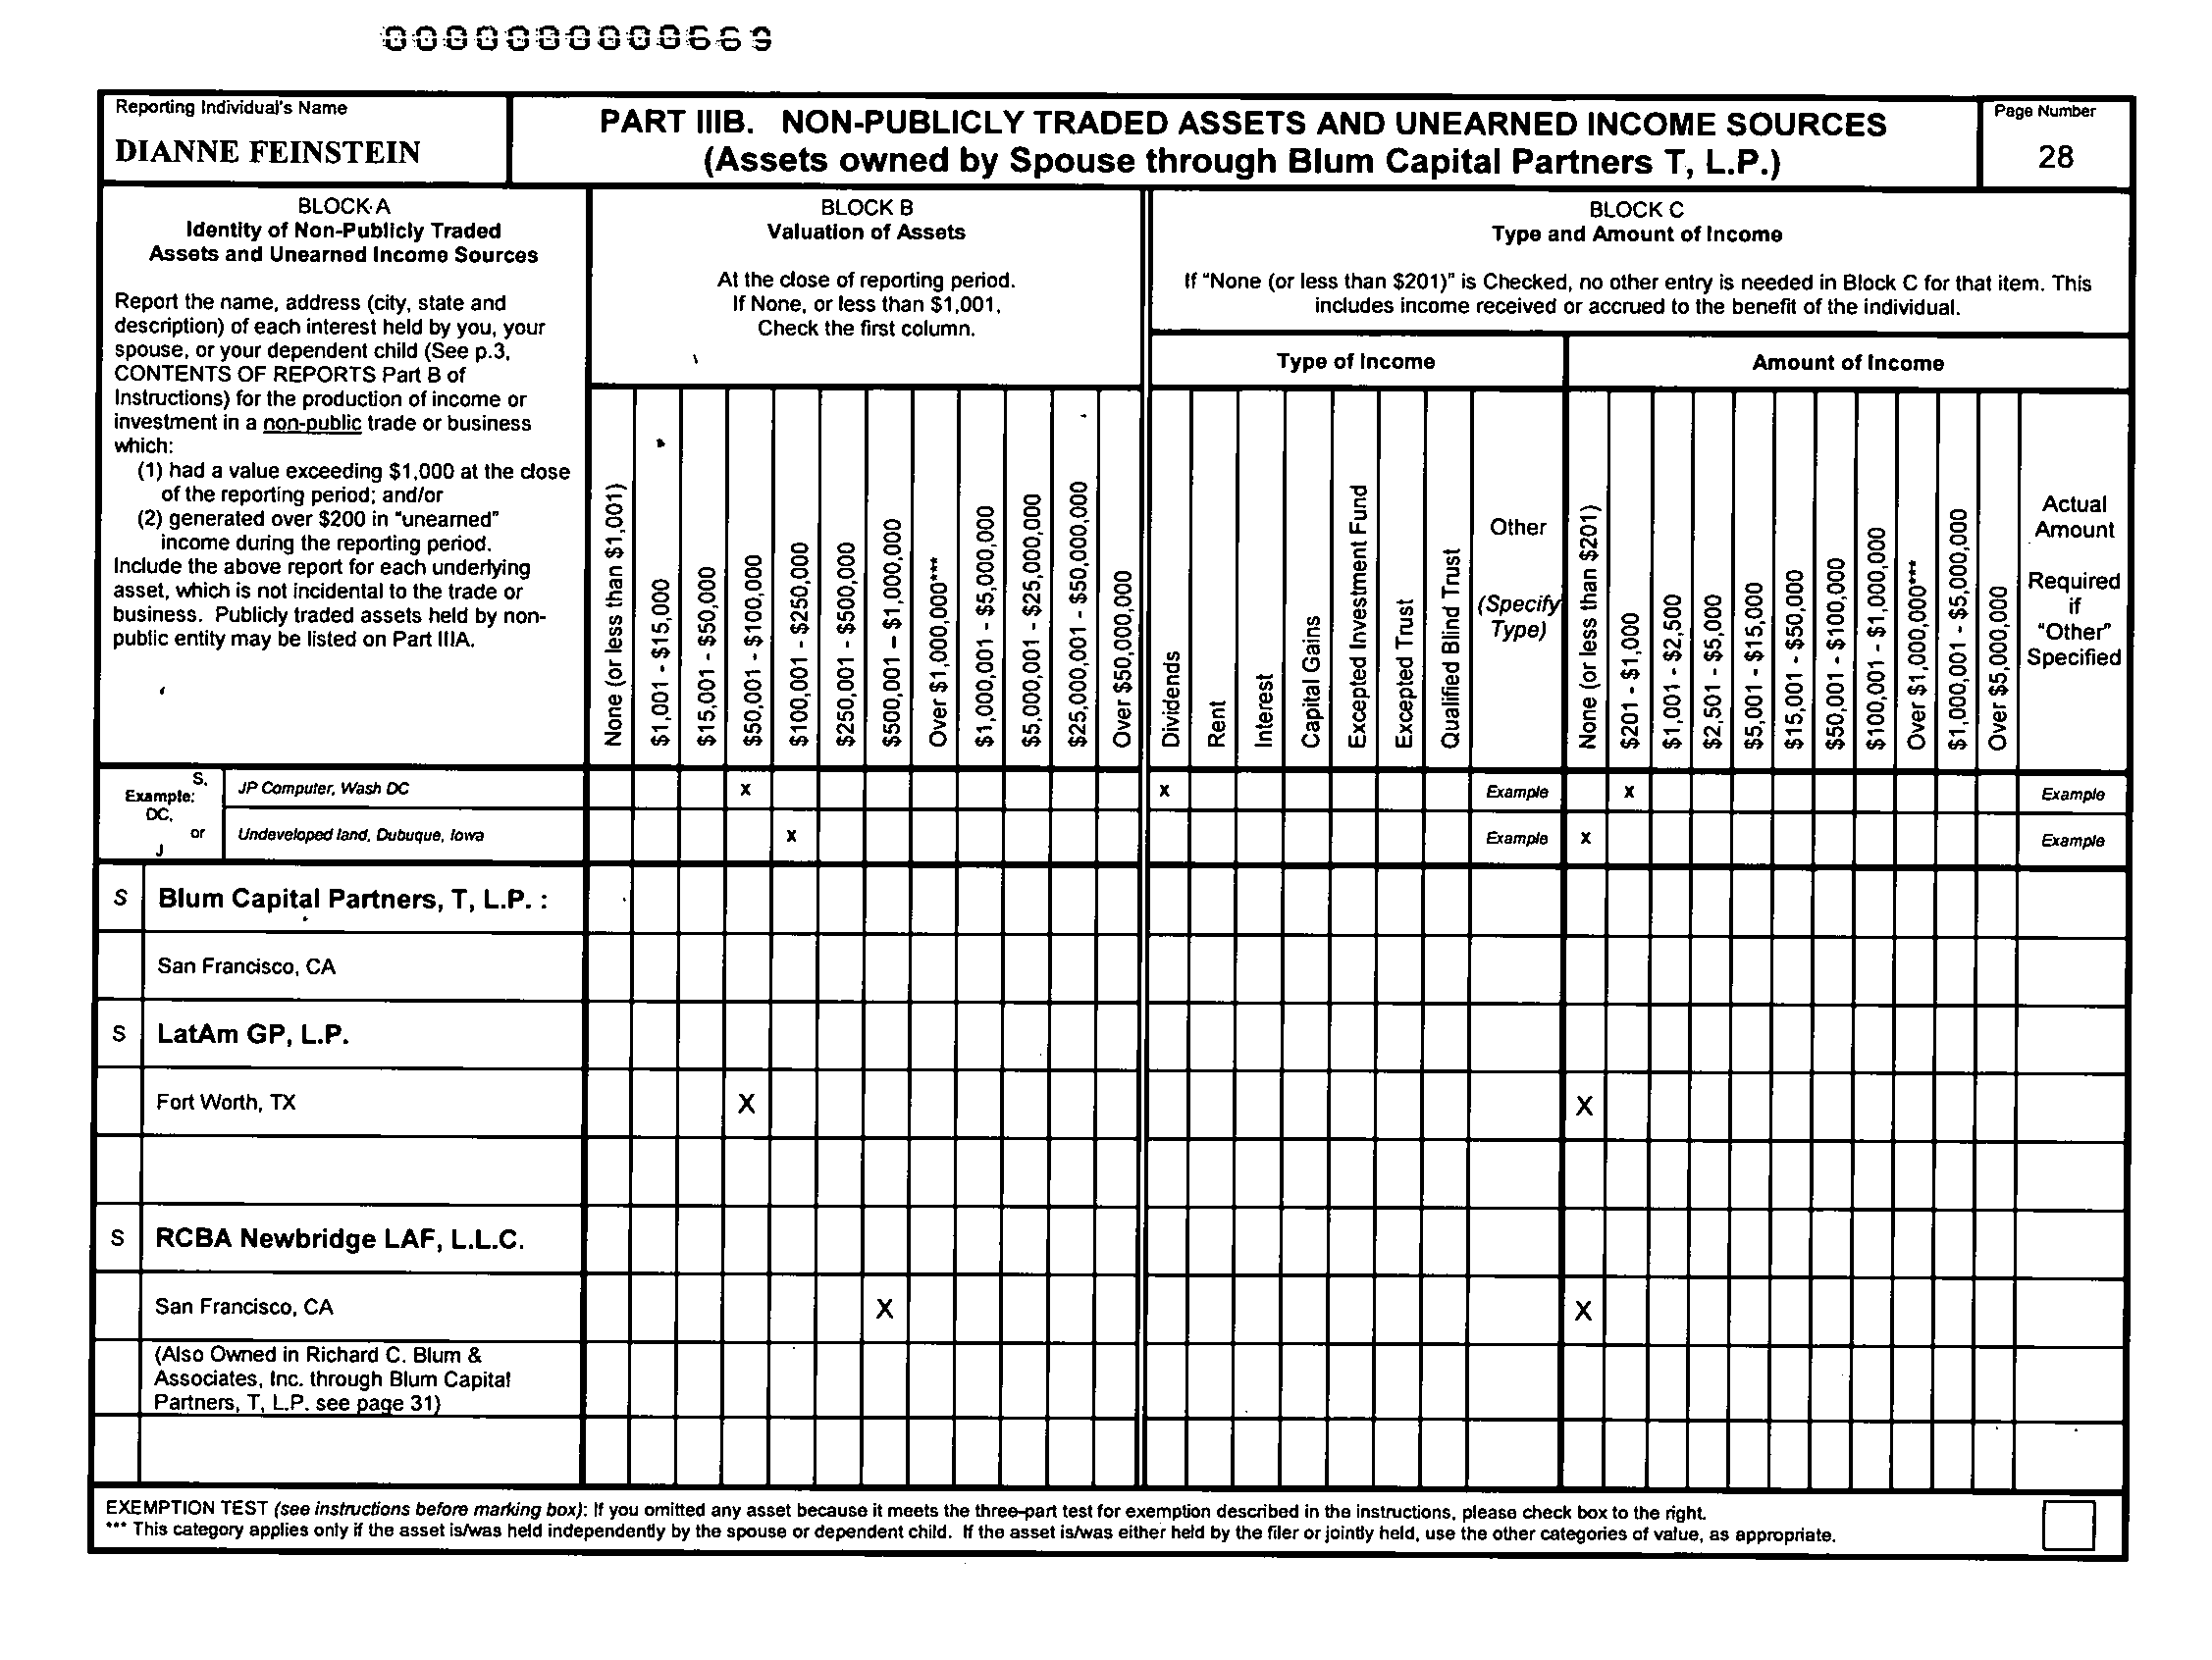 0000000000669
Reporting Individual's Name
DIANNE FEINSTEIN
PART IIIB. NON-PUBLICLY TRADED ASSETS AND UNEARNED INCOME SOURCES
(Assets owned by Spouse through Blum Capital Partners T, L.P.)
Page Number
28
BLOCK A
Identity of Non-Publicly Traded
Assets and Unearned Income Sources
Report the name, address (city, state and
description) of each interest held by you, your
spouse, or your dependent child (See p.3,
CONTENTS OF REPORTS Part B of
Instructions) for the production of income or
investment in a non-public trade or business
which:
(1) had a value exceeding $1,000 at the close
of the reporting period; and/or
(2) generated over $200 in "unearned"
income during the reporting period.
Include the above report for each underlying
asset, which is not incidental to the trade or
business. Publicly traded assets held by non-
public entity may be listed on Part IIIA.
BLOCK B
Valuation of Assets
At the close of reporting period.
If None, or less than $1,001,
Check the first column.
None (or less than $1,001)
$1,001 - $15,000
$15,001 - $50,000
$50,001 - $100,000
$100,001 - $250,000
$250,001 - $500,000
$500,001 – $1,000,000
Over $1,000,000***
$1,000,001 - $5,000,000
$5,000,001 - $25,000,000
$25,000,001 - $50,000,000
Over $50,000,000
BLOCK C
Type and Amount of Income
If "None (or less than $201)" is Checked, no other entry is needed in Block C for that item. This
includes income received or accrued to the benefit of the individual.
Type of Income
Dividends
Rent
Interest
Capital Gains
Excepted Investment Fund
Excepted Trust
Qualified Blind Trust
Other
(Specify
Type)
Amount of Income
None (or less than $201)
$201 - $1,000
$1,001 - $2,500
$2,501 - $5,000
$5,001 - $15,000
$15,001 - $50,000
$50,001 - $100,000
$100,001 - $1,000,000
Over $1,000,000***
$1,000,001 - $5,000,000
Over $5,000,000
Actual
Amount
Required
if
"Other"
Specified
S,
Example:
DC,
or
J
JP Computer, Wash DC x x Example x Example
Undeveloped land, Dubuque, Iowa x Example x Example
S Blum Capital Partners, T, L.P. :
San Francisco, CA
S LatAm GP, L.P.
Fort Worth, TX X X
S RCBA Newbridge LAF, L.L.C.
San Francisco, CA X X
(Also Owned in Richard C. Blum &
Associates, Inc. through Blum Capital
Partners, T, L.P. see page 31)
EXEMPTION TEST (see instructions before marking box): If you omitted any asset because it meets the three-part test for exemption described in the instructions, please check box to the right.
*** This category applies only if the asset is/was held independently by the spouse or dependent child. If the asset is/was either held by the filer or jointly held, use the other categories of value, as appropriate.